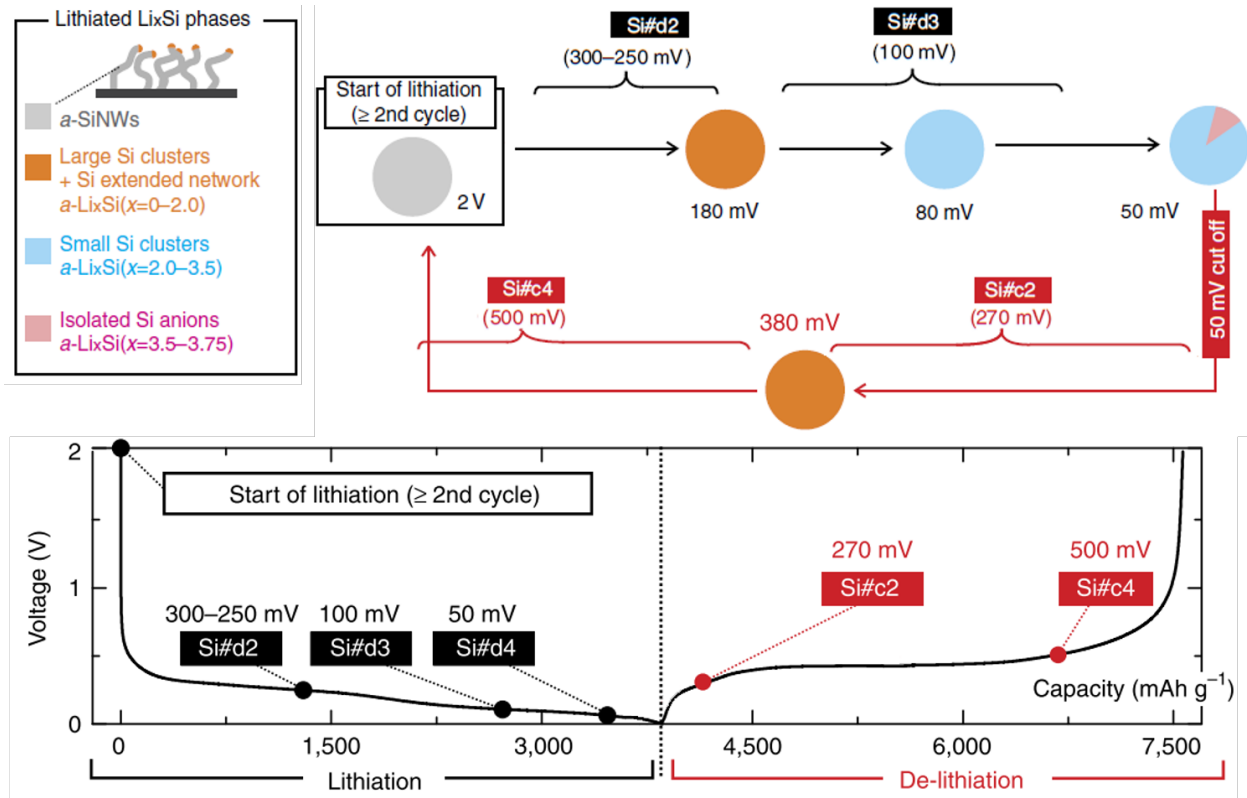 Lithiated LixSi phases
a-SiNWs
Large Si clusters
+ Si extended network
a-LixSi(x=0–2.0)
Small Si clusters
a-LixSi(x=2.0–3.5)
Isolated Si anions
a-LixSi(x=3.5–3.75)
Si#d2
(300–250 mV)
Si#d3
(100 mV)
Start of lithiation
(≥ 2nd cycle)
2 V
180 mV
80 mV
50 mV
50 mV cut off
Si#c4
(500 mV)
380 mV
Si#c2
(270 mV)
Voltage (V)
2
1
0
Start of lithiation (≥ 2nd cycle)
300–250 mV
Si#d2
100 mV
Si#d3
50 mV
Si#d4
270 mV
Si#c2
500 mV
Si#c4
Capacity (mAh g⁻¹)
0
1,500
3,000
4,500
6,000
7,500
Lithiation
De-lithiation